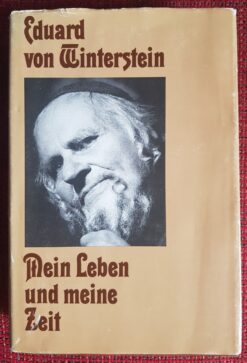 Eduard
von Winterstein
Mein Leben
und meine
Zeit